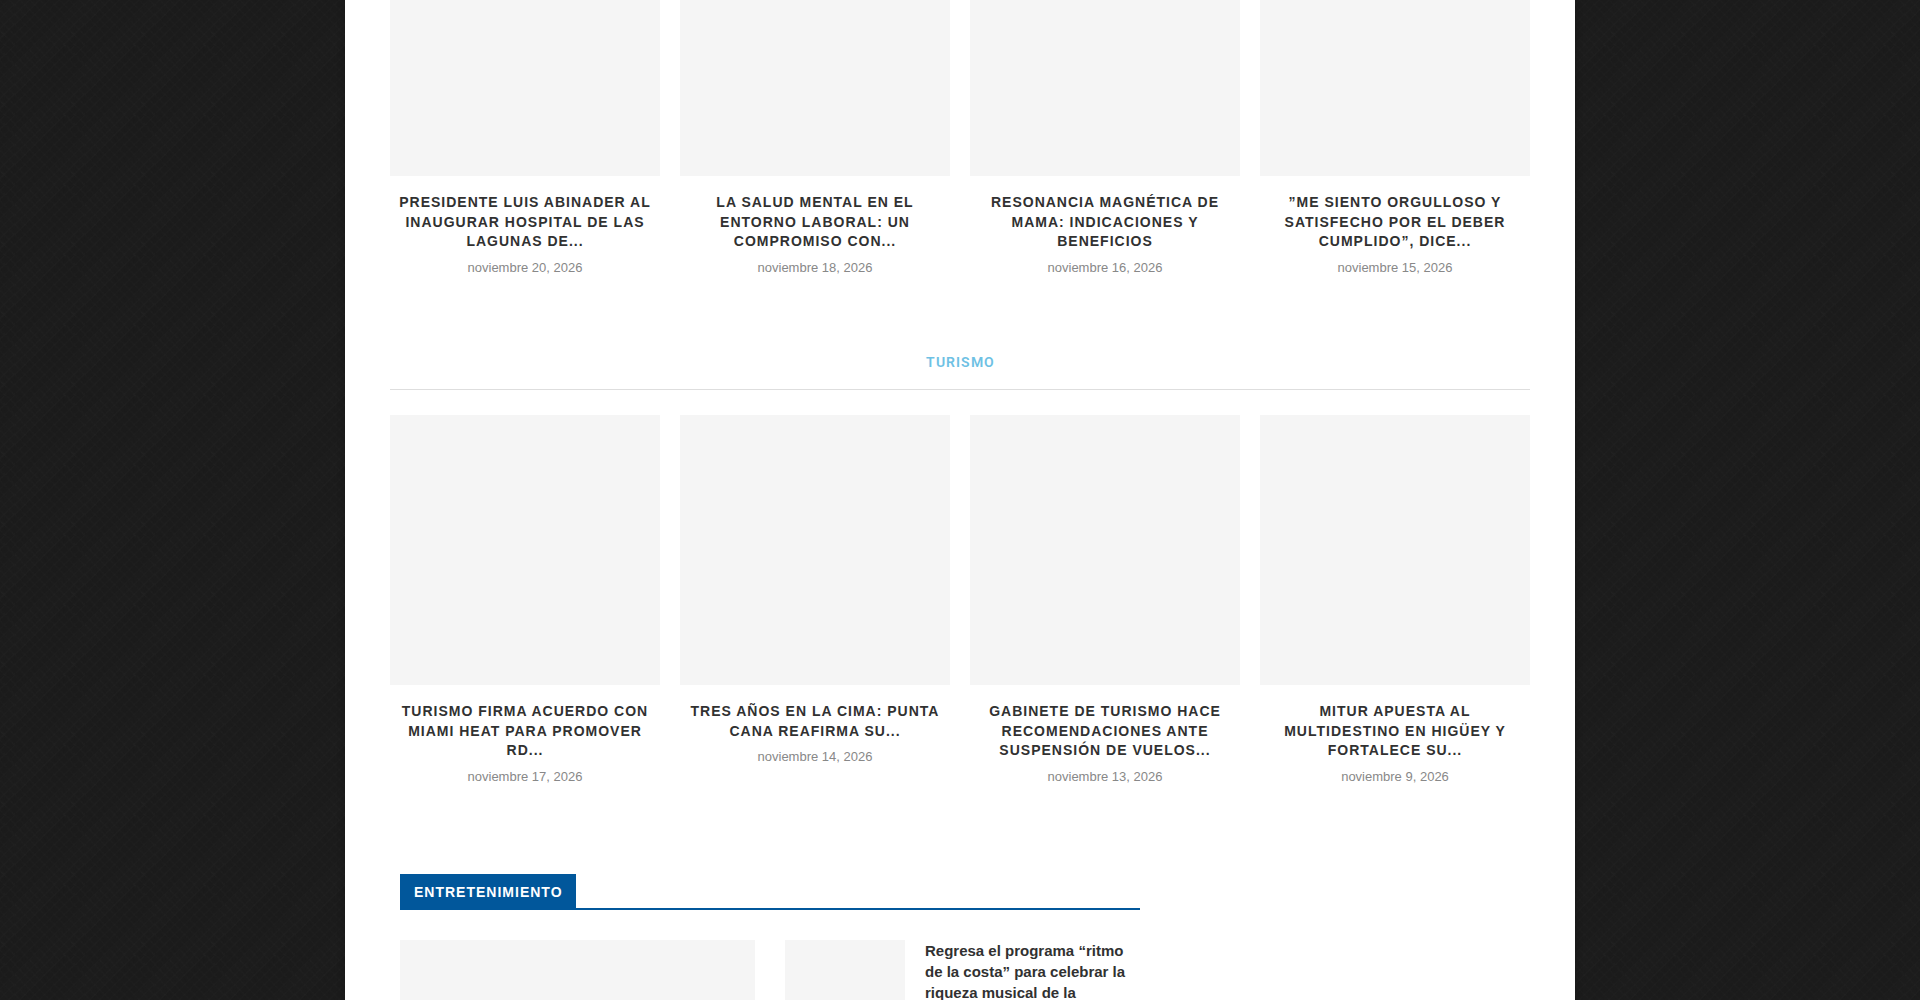 PRESIDENTE LUIS ABINADER AL
INAUGURAR HOSPITAL DE LAS
LAGUNAS DE...
noviembre 20, 2026
LA SALUD MENTAL EN EL
ENTORNO LABORAL: UN
COMPROMISO CON...
noviembre 18, 2026
RESONANCIA MAGNÉTICA DE
MAMA: INDICACIONES Y
BENEFICIOS
noviembre 16, 2026
”ME SIENTO ORGULLOSO Y
SATISFECHO POR EL DEBER
CUMPLIDO”, DICE...
noviembre 15, 2026
TURISMO
TURISMO FIRMA ACUERDO CON
MIAMI HEAT PARA PROMOVER
RD...
noviembre 17, 2026
TRES AÑOS EN LA CIMA: PUNTA
CANA REAFIRMA SU...
noviembre 14, 2026
GABINETE DE TURISMO HACE
RECOMENDACIONES ANTE
SUSPENSIÓN DE VUELOS...
noviembre 13, 2026
MITUR APUESTA AL
MULTIDESTINO EN HIGÜEY Y
FORTALECE SU...
noviembre 9, 2026
ENTRETENIMIENTO
Regresa el programa “ritmo
de la costa” para celebrar la
riqueza musical de la